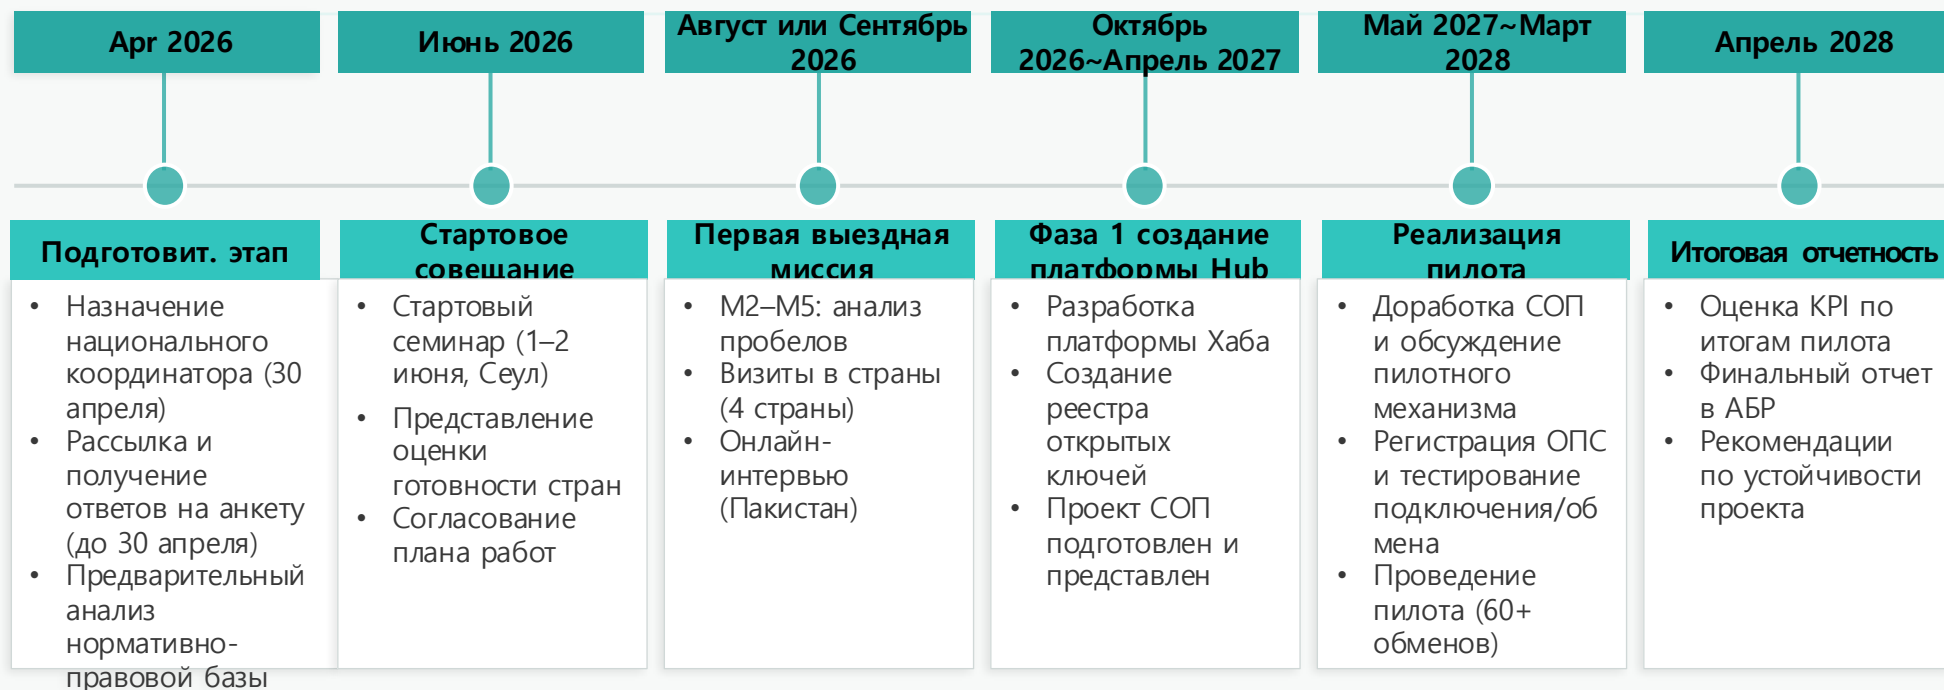 Apr 2026
Июнь 2026
Август или Сентябрь
2026
Октябрь
2026~Апрель 2027
Май 2027~Март
2028
Апрель 2028
Подготовит. этап
• Назначение
национального
координатора (30
апреля)
• Рассылка и
получение
ответов на анкету
(до 30 апреля)
• Предварительный
анализ
нормативно-
правовой базы
Стартовое
совещание
• Стартовый
семинар (1–2
июня, Сеул)
• Представление
оценки
готовности стран
• Согласование
плана работ
Первая выездная
миссия
• M2–M5: анализ
пробелов
• Визиты в страны
(4 страны)
• Онлайн-
интервью
(Пакистан)
Фаза 1 создание
платформы Hub
• Разработка
платформы Хаба
• Создание
реестра
открытых
ключей
• Проект СОП
подготовлен и
представлен
Реализация
пилота
• Доработка СОП
и обсуждение
пилотного
механизма
• Регистрация ОПС
и тестирование
подключения/об
мена
• Проведение
пилота (60+
обменов)
Итоговая отчетность
• Оценка KPI по
итогам пилота
• Финальный отчет
в АБР
• Рекомендации
по устойчивости
проекта